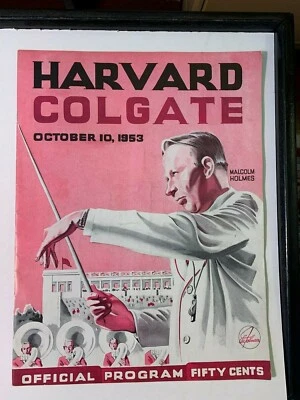 HARVARD
COLGATE
OCTOBER 10, 1953
MALCOLM
HOLMES
OFFICIAL PROGRAM FIFTY CENTS